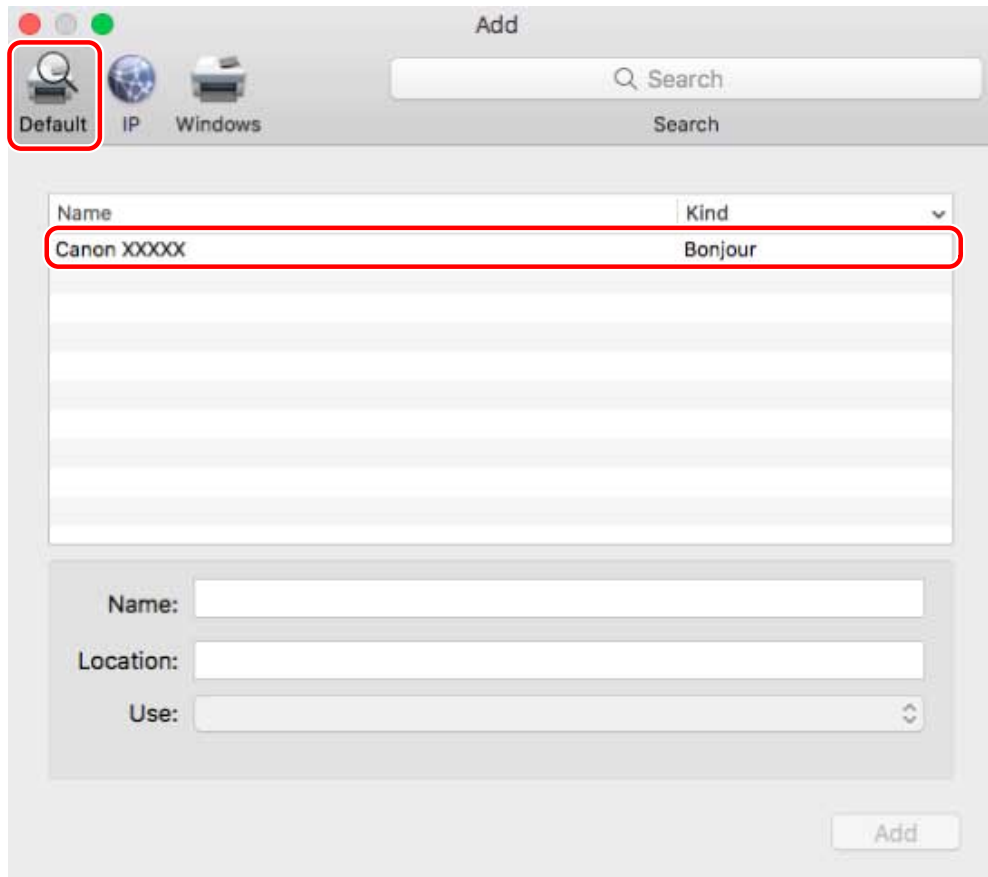 Add
Search
Default IP Windows Search
Name Kind
Canon XXXXX Bonjour
Name:
Location:
Use:
Add